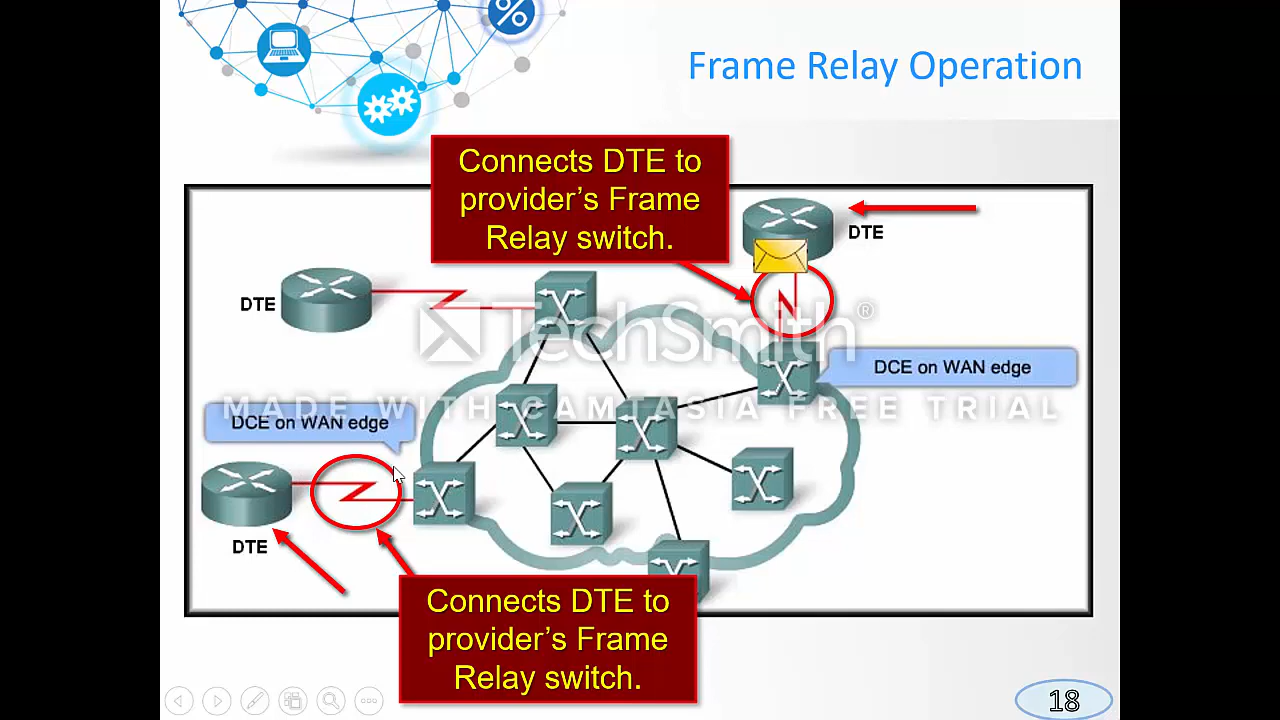 Frame Relay Operation
Connects DTE to
provider’s Frame
Relay switch.
DTE
DTE
TechSmith®
DCE on WAN edge
MADE WITH CAMTASIA FREE TRIAL
DCE on WAN edge
DTE
Connects DTE to
provider’s Frame
Relay switch.
18